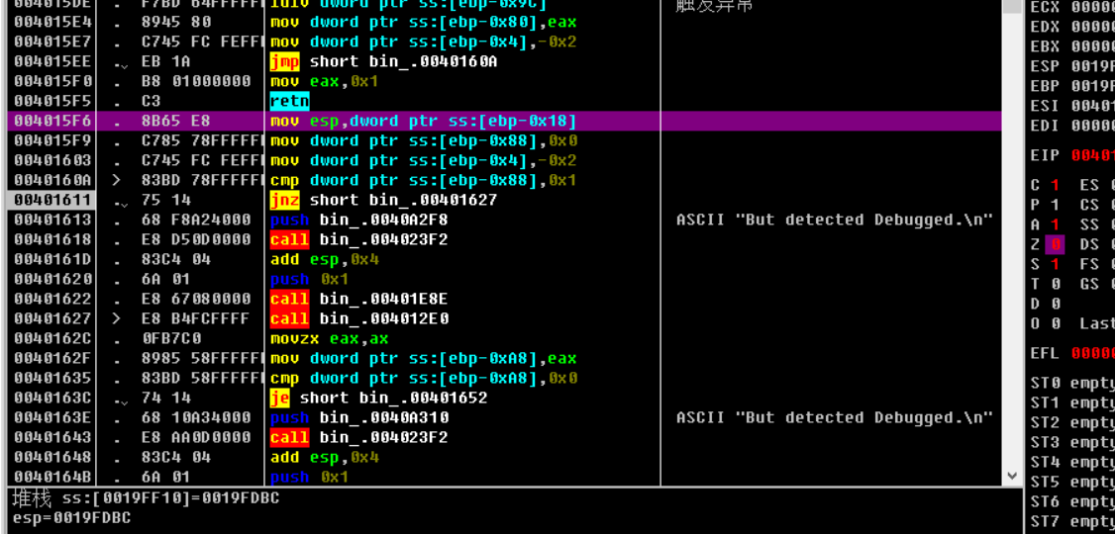 004015DE . F7BD 64FFFFFI idiv dword ptr ss:[ebp-0x9C] 触发异常
004015E4 . 8945 80 mov dword ptr ss:[ebp-0x80],eax
004015E7 . C745 FC FEFFI mov dword ptr ss:[ebp-0x4],-0x2
004015EE . EB 1A jmp short bin_.0040160A
004015F0 . B8 01000000 mov eax,0x1
004015F5 . C3 retn
004015F6 . 8B65 E8 mov esp,dword ptr ss:[ebp-0x18]
004015F9 . C785 78FFFFFI mov dword ptr ss:[ebp-0x88],0x0
00401603 . C745 FC FEFFI mov dword ptr ss:[ebp-0x4],-0x2
0040160A > 83BD 78FFFFFI cmp dword ptr ss:[ebp-0x88],0x1
00401611 . 75 14 jnz short bin_.00401627
00401613 . 68 F8A24000 push bin_.0040A2F8 ASCII "But detected Debugged.\n"
00401618 . E8 D50D0000 call bin_.004023F2
0040161D . 83C4 04 add esp,0x4
00401620 . 6A 01 push 0x1
00401622 . E8 67080000 call bin_.00401E8E
00401627 > E8 B4FCFFFF call bin_.004012E0
0040162C . 0FB7C0 movzx eax,ax
0040162F . 8985 58FFFFFI mov dword ptr ss:[ebp-0xA8],eax
00401635 . 83BD 58FFFFFI cmp dword ptr ss:[ebp-0xA8],0x0
0040163C . 74 14 je short bin_.00401652
0040163E . 68 10A34000 push bin_.0040A310 ASCII "But detected Debugged.\n"
00401643 . E8 AA0D0000 call bin_.004023F2
00401648 . 83C4 04 add esp,0x4
0040164B . 6A 01 push 0x1
堆栈 ss:[0019FF10]=0019FDBC
esp=0019FDBC
ECX 0000
EDX 0000
EBX 0000
ESP 0019F
EBP 0019F
ESI 0040
EDI 0000
EIP 0040
C 1 ES
P 1 CS
A 1 SS
Z 0 DS
S 1 FS
T 0 GS
D 0
O 0 Last
EFL 0000
ST0 empty
ST1 empty
ST2 empty
ST3 empty
ST4 empty
ST5 empty
ST6 empty
ST7 empty